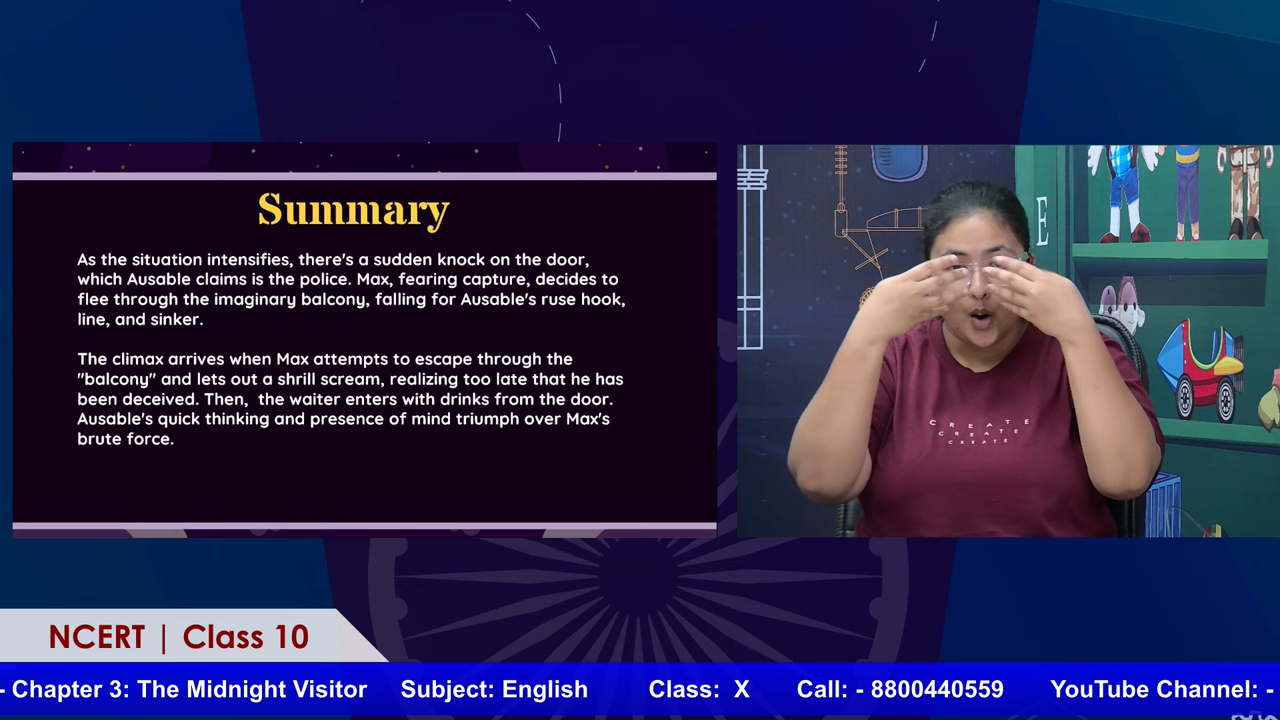 Summary
As the situation intensifies, there's a sudden knock on the door,
which Ausable claims is the police. Max, fearing capture, decides to
flee through the imaginary balcony, falling for Ausable's ruse hook,
line, and sinker.
The climax arrives when Max attempts to escape through the
"balcony" and lets out a shrill scream, realizing too late that he has
been deceived. Then,  the waiter enters with drinks from the door.
Ausable's quick thinking and presence of mind triumph over Max's
brute force.
E
CREATE
CREATE
CREATE
NCERT | Class 10
- Chapter 3: The Midnight Visitor Subject: English Class: X Call: - 8800440559 YouTube Channel: -